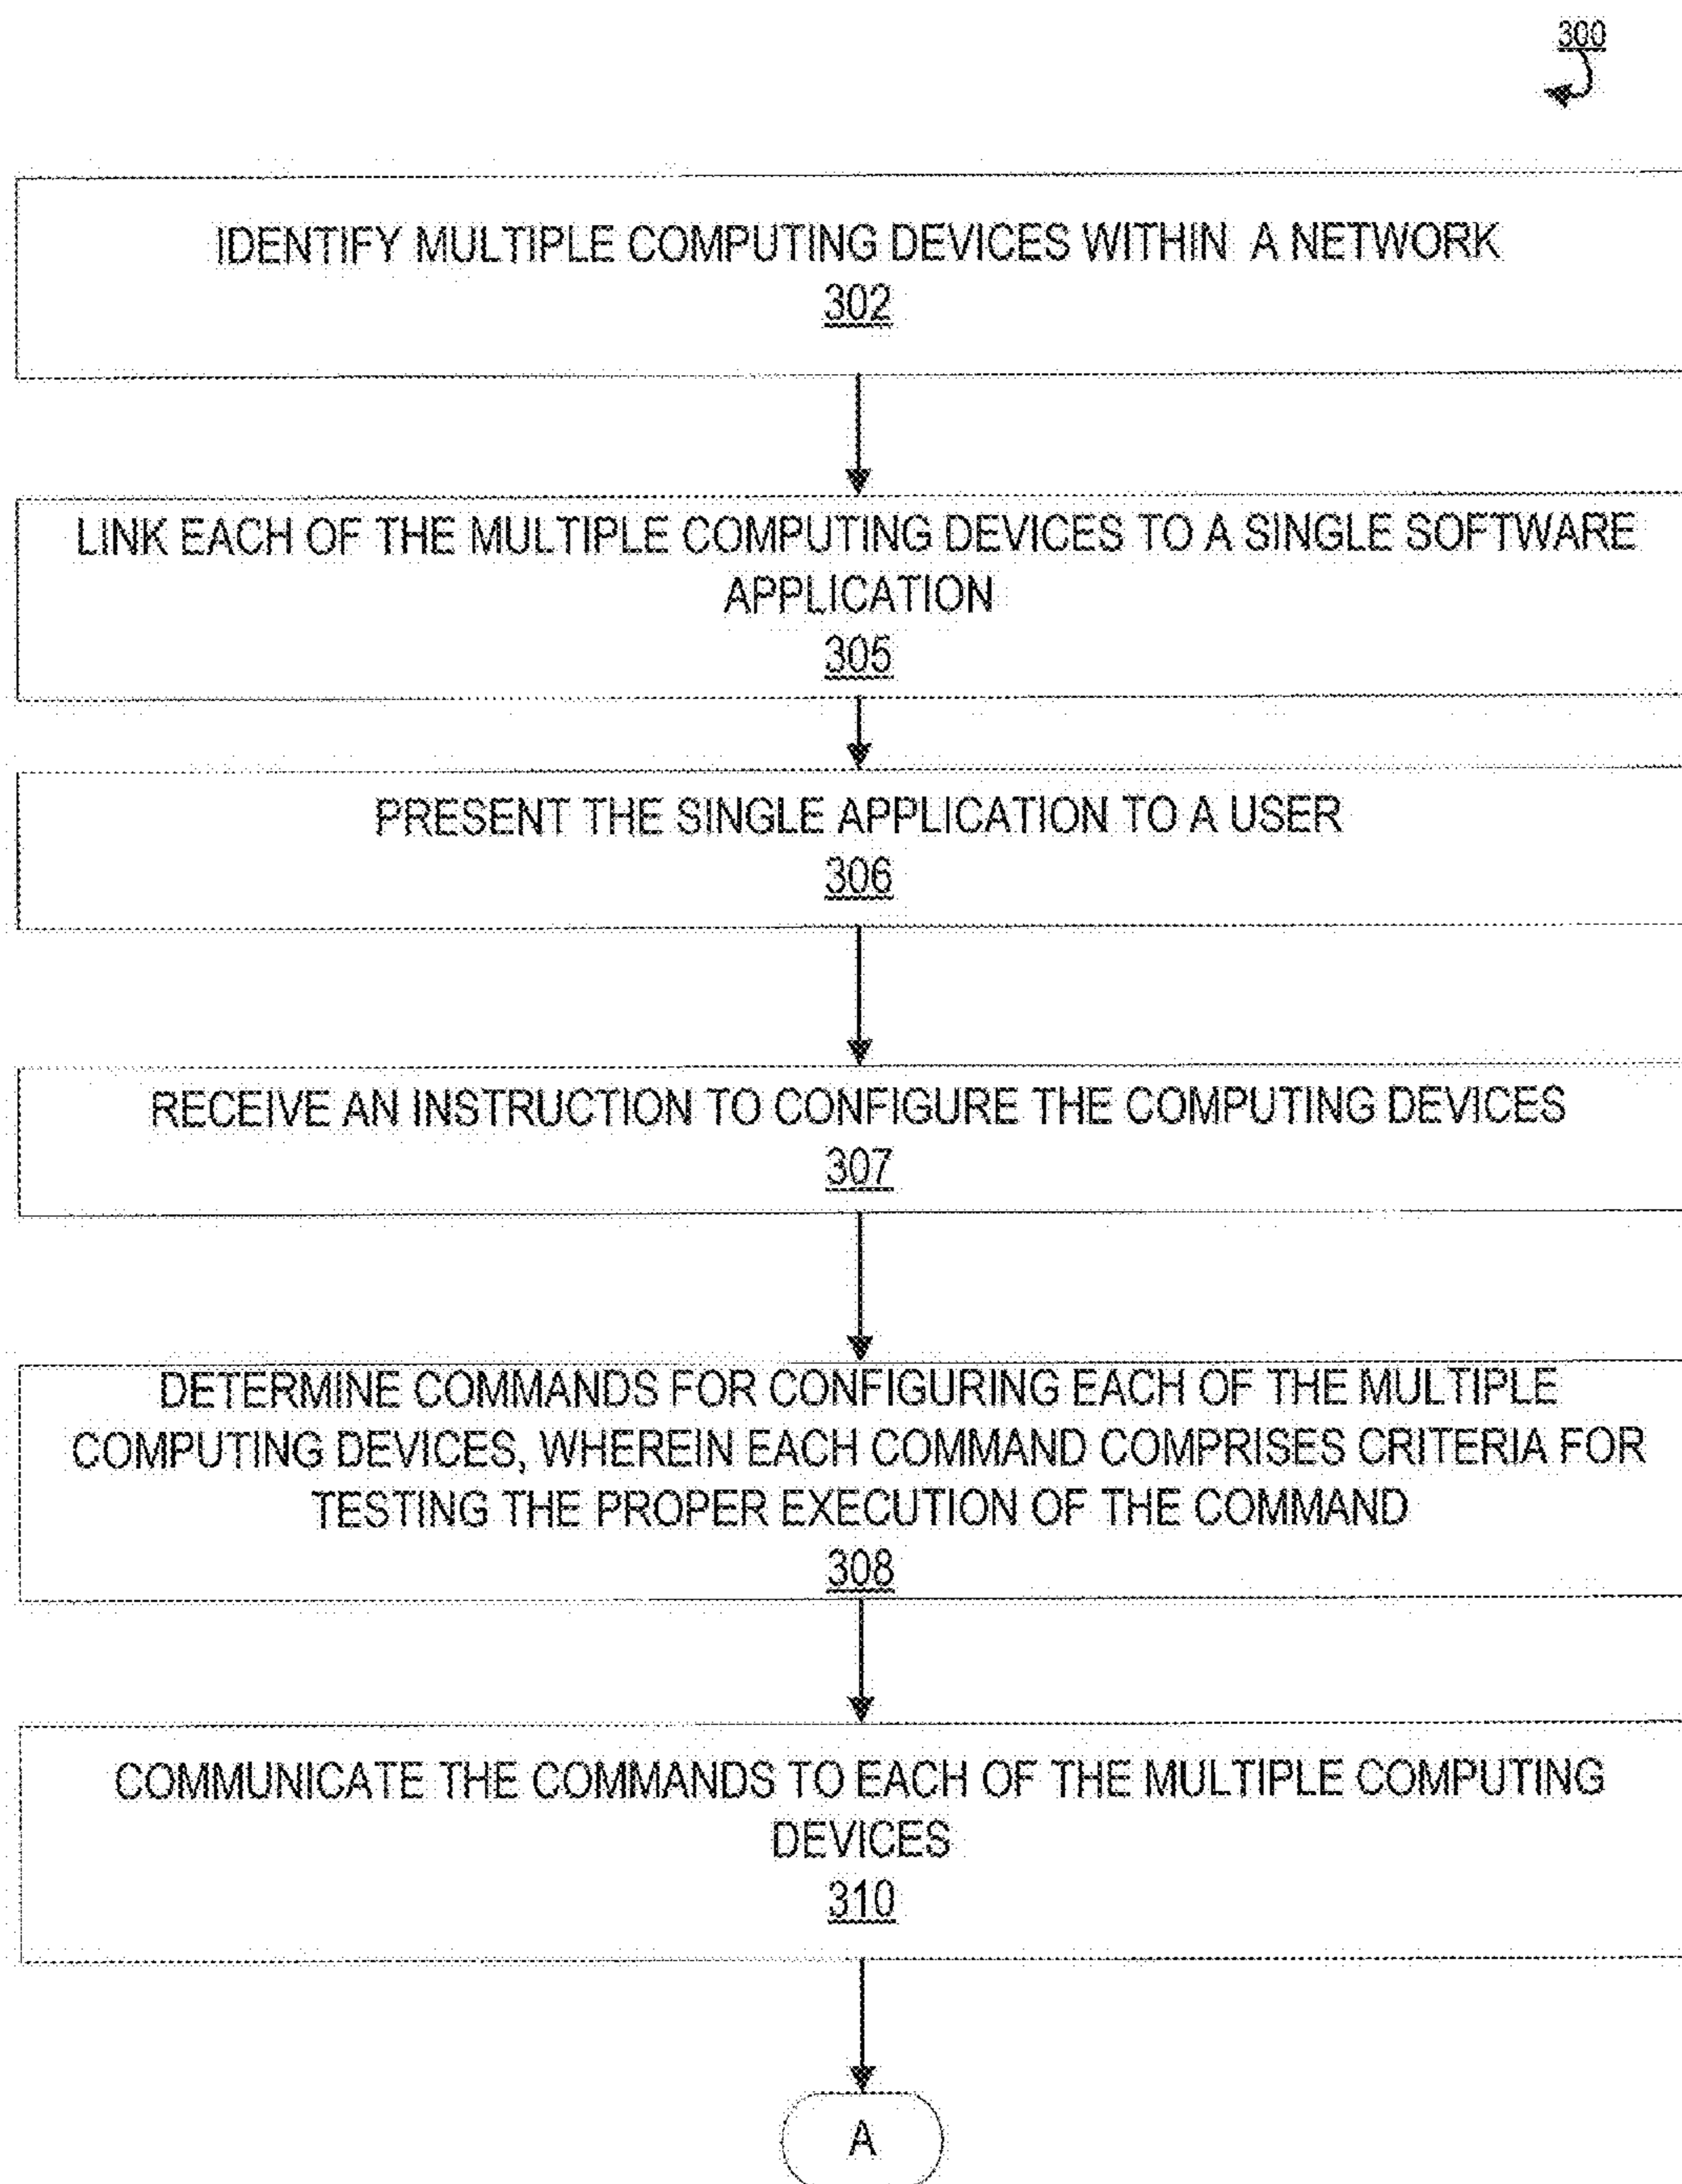 300
IDENTIFY MULTIPLE COMPUTING DEVICES WITHIN A NETWORK
302
LINK EACH OF THE MULTIPLE COMPUTING DEVICES TO A SINGLE SOFTWARE
APPLICATION
305
PRESENT THE SINGLE APPLICATION TO A USER
306
RECEIVE AN INSTRUCTION TO CONFIGURE THE COMPUTING DEVICES
307
DETERMINE COMMANDS FOR CONFIGURING EACH OF THE MULTIPLE
COMPUTING DEVICES, WHEREIN EACH COMMAND COMPRISES CRITERIA FOR
TESTING THE PROPER EXECUTION OF THE COMMAND
308
COMMUNICATE THE COMMANDS TO EACH OF THE MULTIPLE COMPUTING
DEVICES
310
A